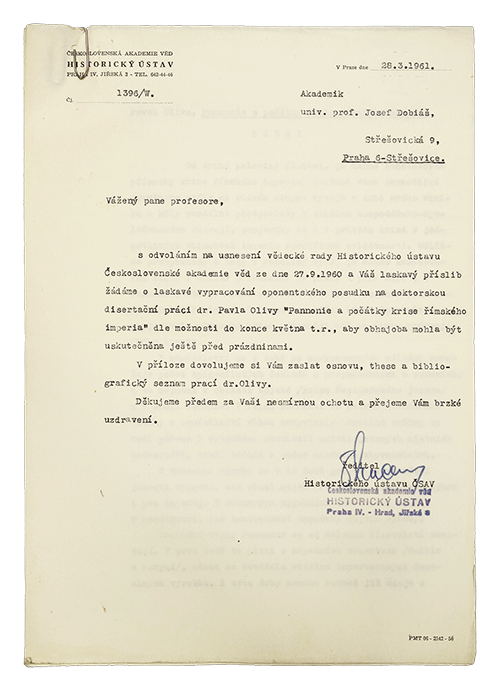 ČESKOSLOVENSKÁ AKADEMIE VĚD
HISTORICKÝ ÚSTAV
PRAHA IV, JIŘSKÁ 3 - TEL. 642-44-46
V Praze dne 28.3.1961.
Čj. 1396/W.
Akademik
univ. prof. Josef Dobiáš,
Střešovická 9,
Praha 6-Střešovice.
Vážený pane profesore,
s odvoláním na usnesení vědecké rady Historického ústavu
Československé akademie věd ze dne 27.9.1960 a Váš laskavý příslib
žádáme o laskavé vypracování oponentského posudku na doktorskou
disertační práci dr. Pavla Olivy "Pannonie a počátky krise římského
imperia" dle možnosti do konce května t.r., aby obhajoba mohla být
uskutečněna ještě před prázdninami.
V příloze dovolujeme si Vám zaslat osnovu, these a biblio-
grafický seznam prací dr.Olivy.
Děkujeme předem za Vaši nesmírnou ochotu a přejeme Vám brzké
uzdravení.
ředitel
Historického ústavu ČSAV
Československá akademie věd
HISTORICKÝ ÚSTAV
Praha IV. - Hrad, Jiřská 3
PMT 06 - 2342 - 56